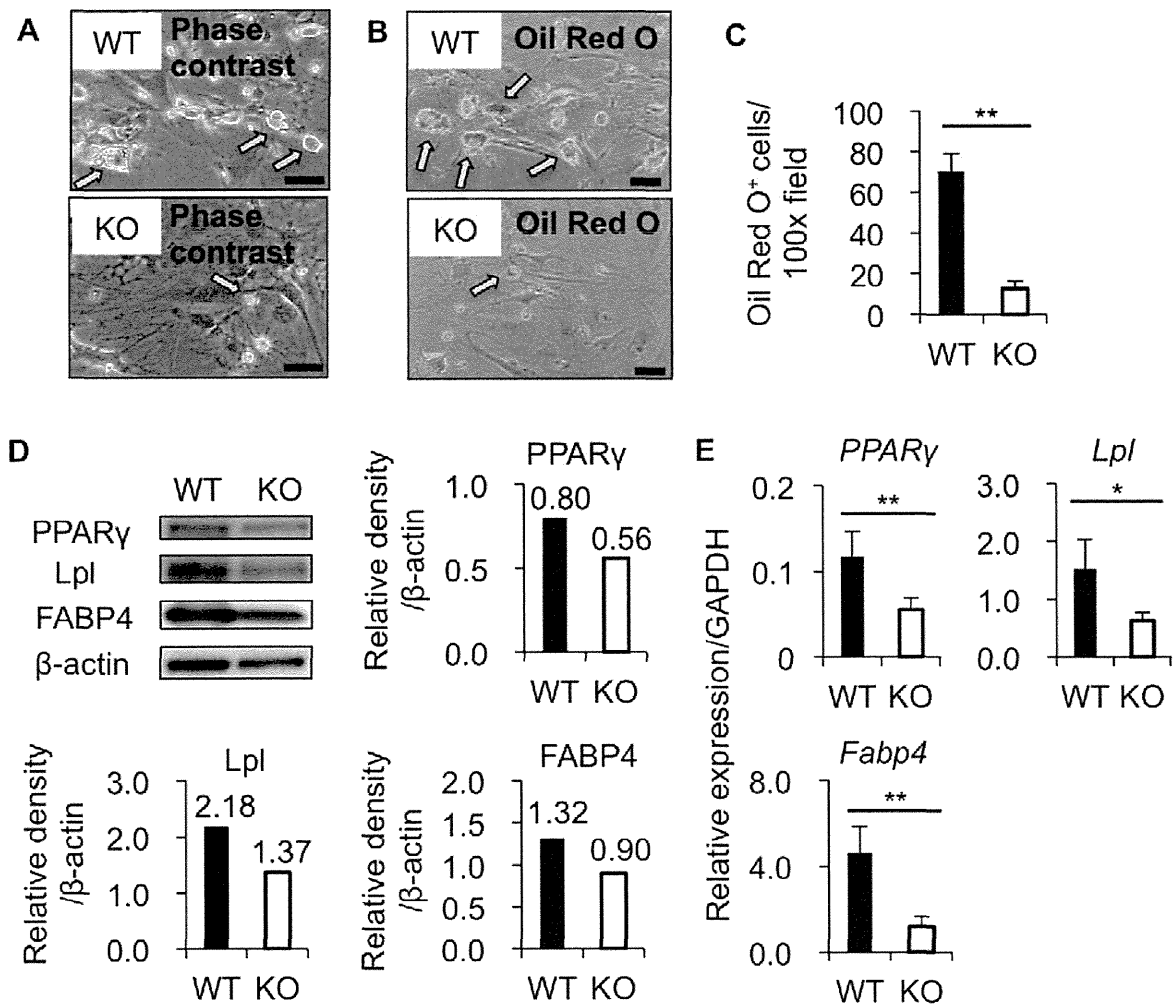 A
WT
Phase
contrast
KO
Phase
contrast
B
WT
Oil Red O
KO
Oil Red O
C
Oil Red O⁺ cells/
100x field
100
80
60
40
20
0
**
WT KO
D
WT KO
PPARγ
Lpl
FABP4
β-actin
PPARγ
Relative density
/β-actin
1.0
0.5
0.0
0.80
0.56
WT KO
Lpl
Relative density
/β-actin
3.0
2.0
1.0
0.0
2.18
1.37
WT KO
FABP4
Relative density
/β-actin
2.0
1.5
1.0
0.5
0.0
1.32
0.90
WT KO
E
Relative expression/GAPDH
PPARγ
0.2
0.1
0
**
WT KO
Lpl
3.0
2.0
1.0
0.0
*
WT KO
Fabp4
8.0
4.0
0.0
**
WT KO